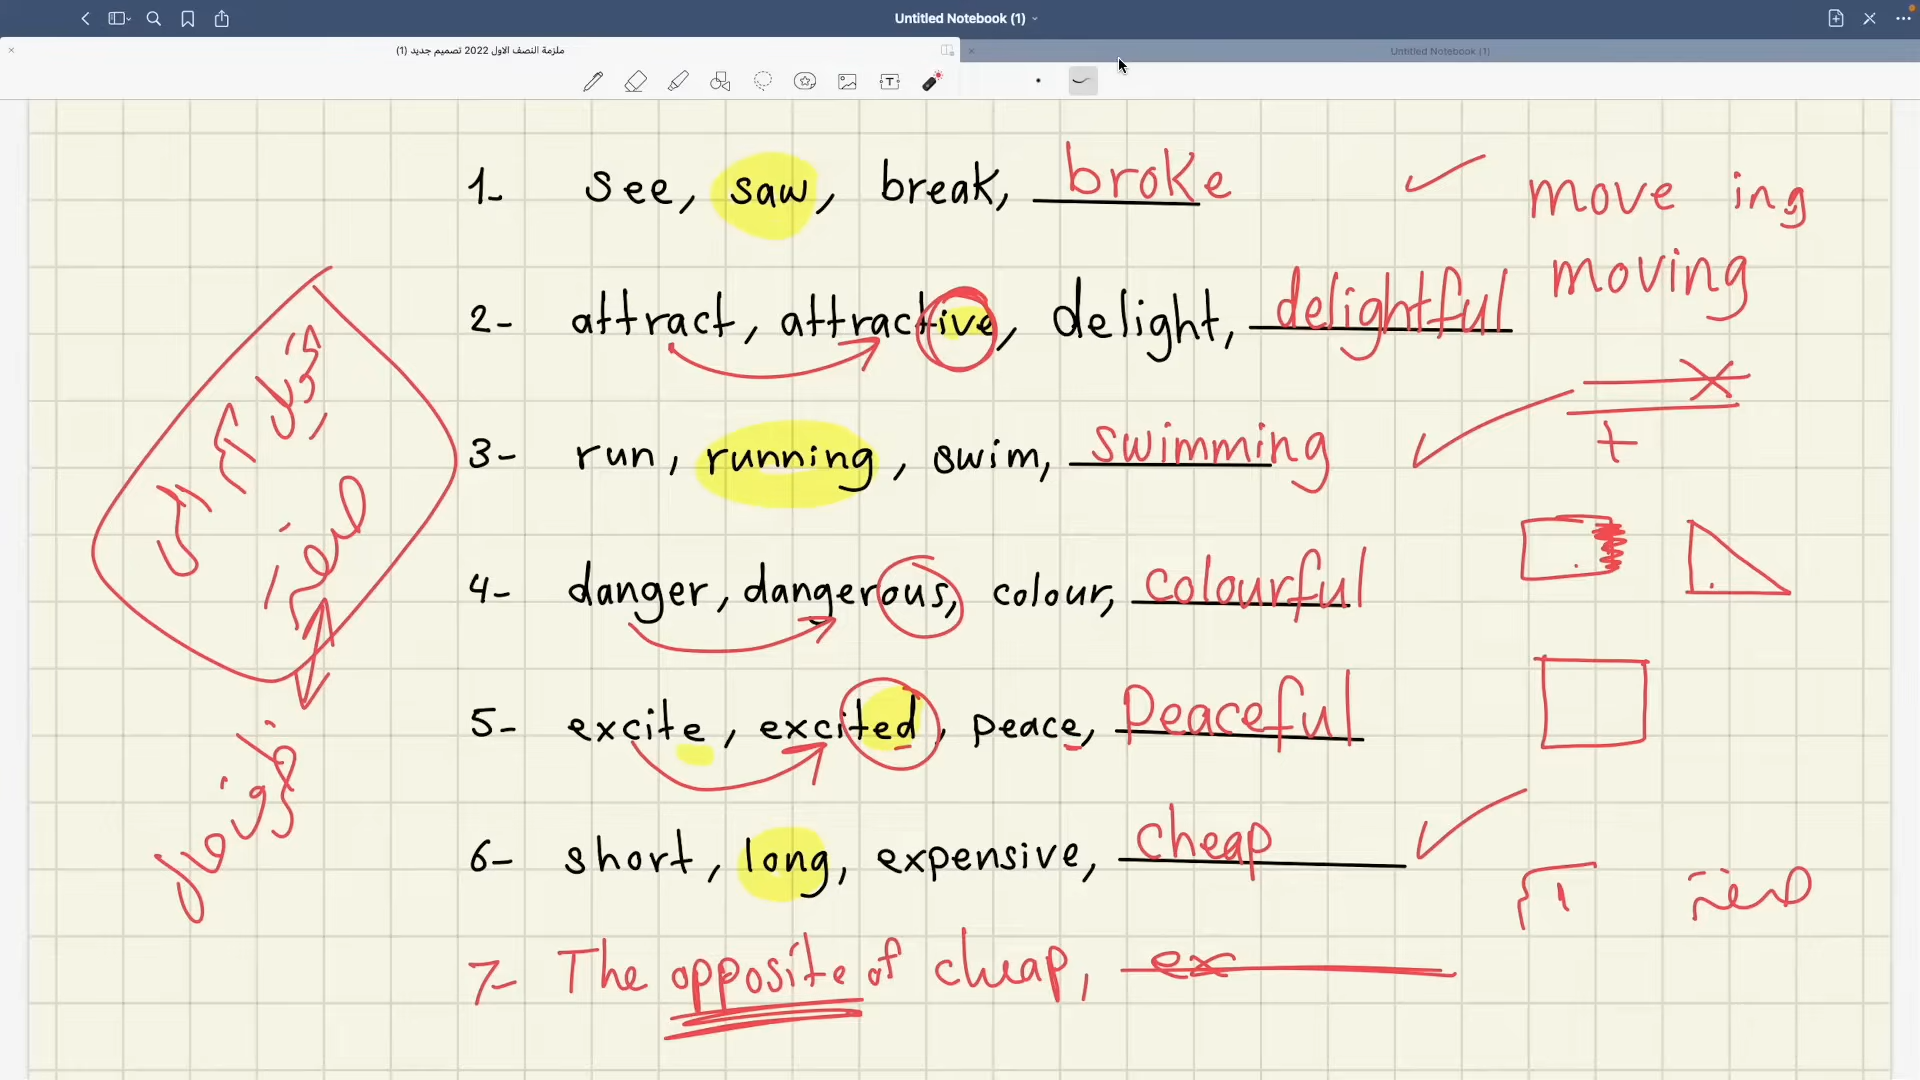 Untitled Notebook (1)
ملزمة النصف الاول 2022 تصميم جديد (1)
Untitled Notebook (1)
1- see, saw, break, broke
move ing
moving
2- attract, attractive, delight, delightful
3- run, running, swim, swimming
4- danger, dangerous, colour, colourful
5- excite, excited, peace, peaceful
6- short, long, expensive, cheap
7- The opposite of cheap, ex